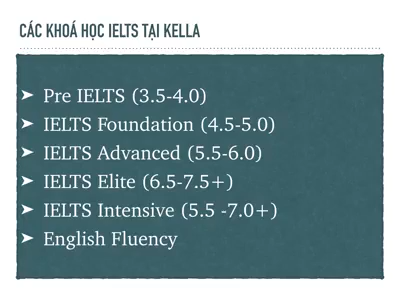 CÁC KHOÁ HỌC IELTS TẠI KELLA
➤ Pre IELTS (3.5-4.0)
➤ IELTS Foundation (4.5-5.0)
➤ IELTS Advanced (5.5-6.0)
➤ IELTS Elite (6.5-7.5+)
➤ IELTS Intensive (5.5 -7.0+)
➤ English Fluency